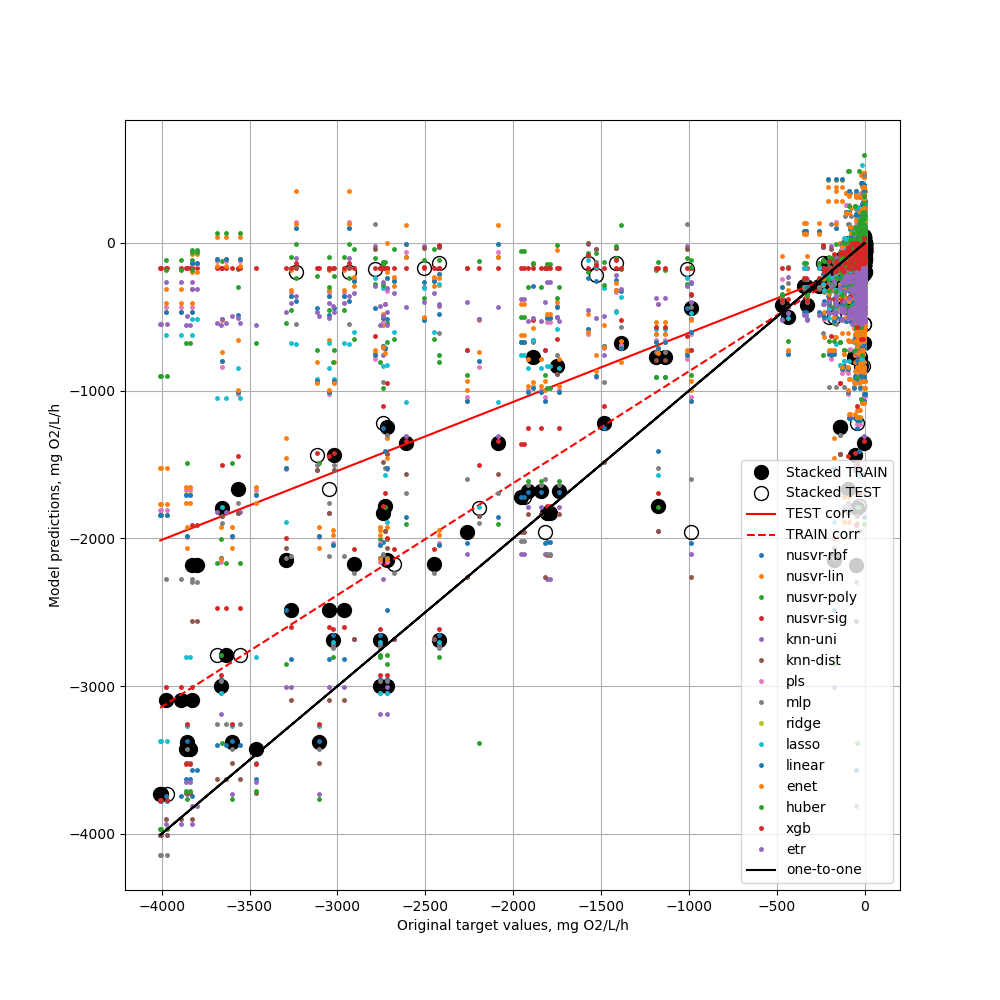 0
−1000
−2000
−3000
−4000
Model predictions, mg O2/L/h
−4000 −3500 −3000 −2500 −2000 −1500 −1000 −500 0
Original target values, mg O2/L/h
Stacked TRAIN
Stacked TEST
TEST corr
TRAIN corr
nusvr-rbf
nusvr-lin
nusvr-poly
nusvr-sig
knn-uni
knn-dist
pls
mlp
ridge
lasso
linear
enet
huber
xgb
etr
one-to-one